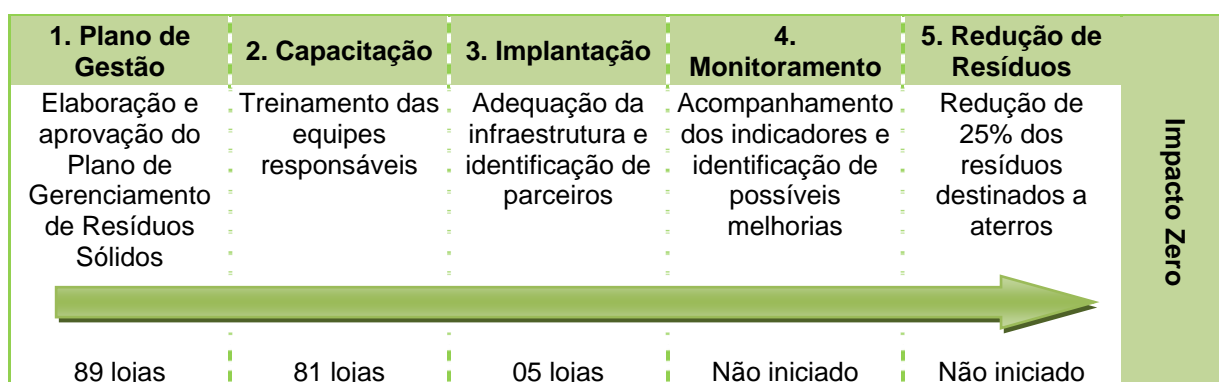 1. Plano de
Gestão
2. Capacitação
3. Implantação
4.
Monitoramento
5. Redução de
Resíduos
Elaboração e
aprovação do
Plano de
Gerenciamento
de Resíduos
Sólidos
Treinamento das
equipes
responsáveis
Adequação da
infraestrutura e
identificação de
parceiros
Acompanhamento
dos indicadores e
identificação de
possíveis
melhorias
Redução de
25% dos
resíduos
destinados a
aterros
Impacto Zero
89 lojas
81 lojas
05 lojas
Não iniciado
Não iniciado